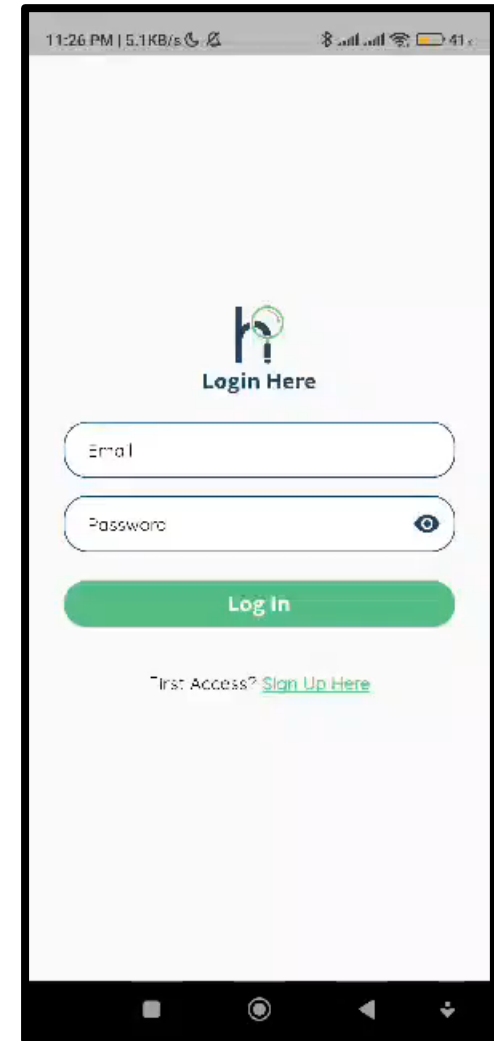 11:26 PM | 5.1KB/s
41
Login Here
Email
Password
Log In
First Access? Sign Up Here